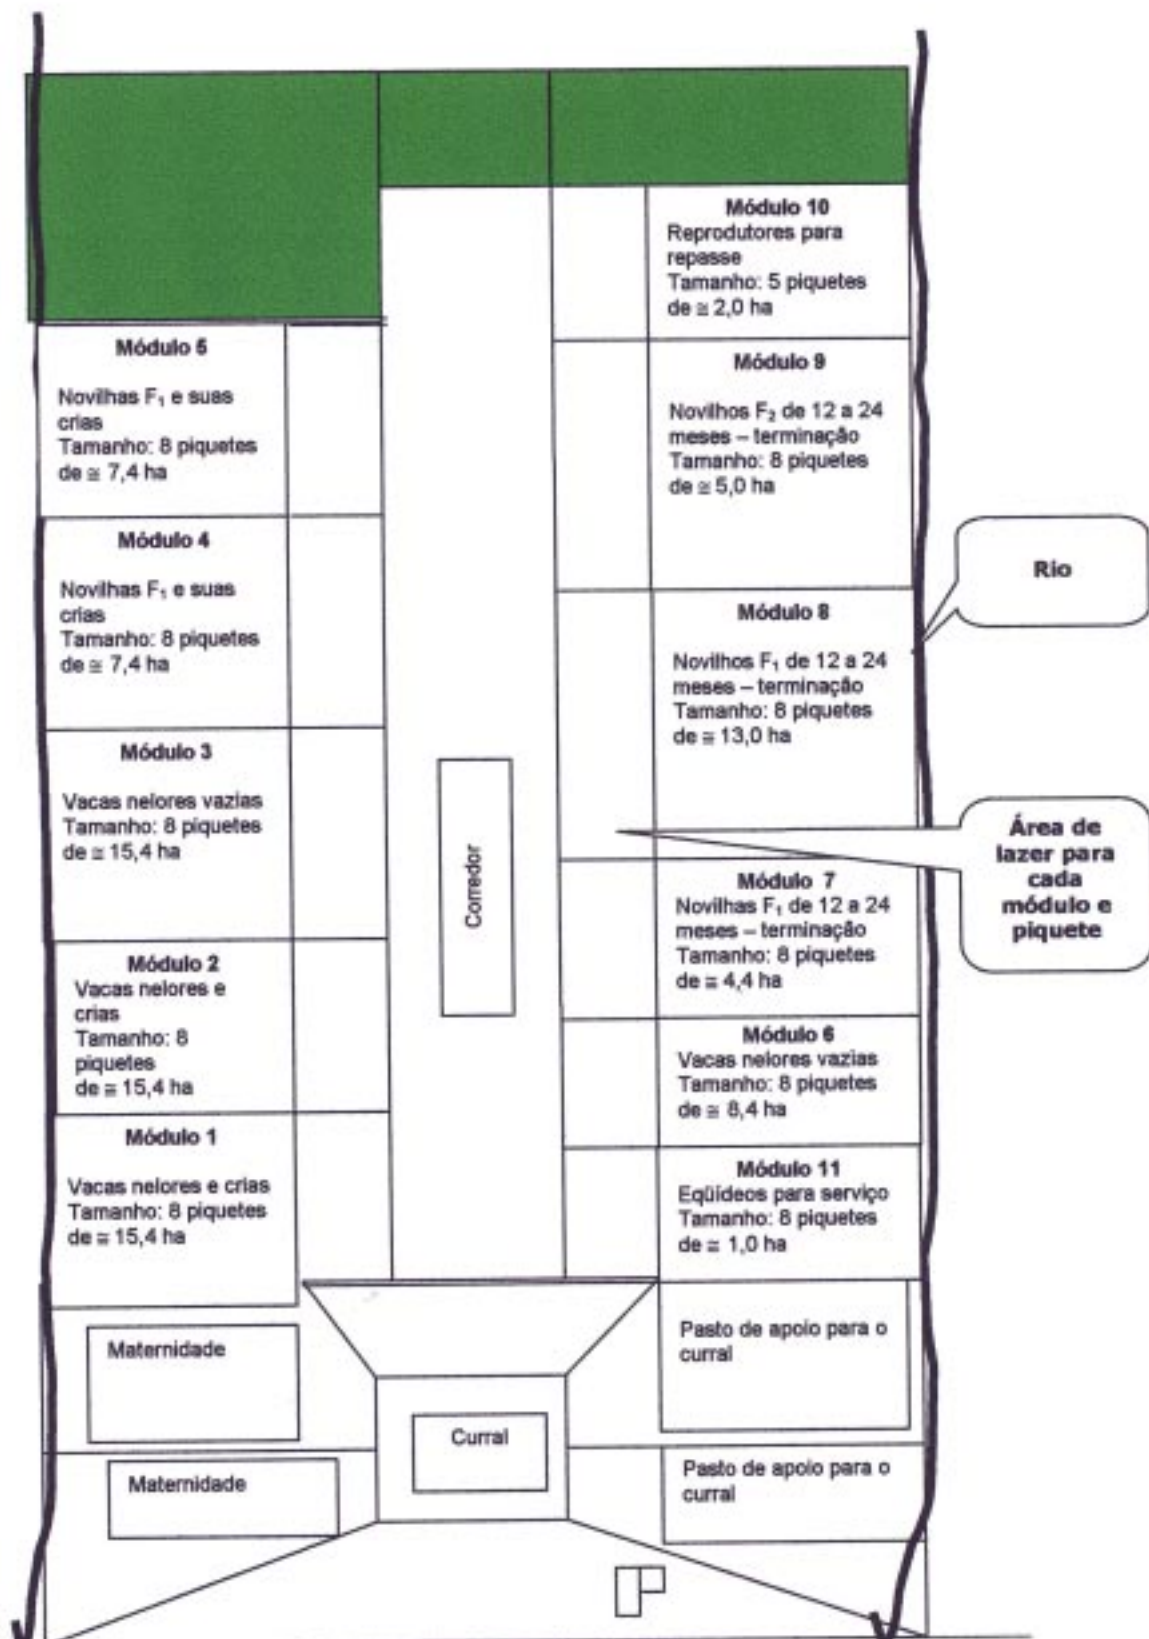 Módulo 5
Novilhas F₁ e suas
crias
Tamanho: 8 piquetes
de ≅ 7,4 ha
Módulo 4
Novilhas F₁ e suas
crias
Tamanho: 8 piquetes
de ≅ 7,4 ha
Módulo 3
Vacas nelores vazias
Tamanho: 8 piquetes
de ≅ 15,4 ha
Módulo 2
Vacas nelores e
crias
Tamanho: 8
piquetes
de ≅ 15,4 ha
Módulo 1
Vacas nelores e crias
Tamanho: 8 piquetes
de ≅ 15,4 ha
Maternidade
Maternidade
Corredor
Curral
Módulo 10
Reprodutores para
repasse
Tamanho: 5 piquetes
de ≅ 2,0 ha
Módulo 9
Novilhos F₂ de 12 a 24
meses – terminação
Tamanho: 8 piquetes
de ≅ 5,0 ha
Módulo 8
Novilhos F₁ de 12 a 24
meses – terminação
Tamanho: 8 piquetes
de ≅ 13,0 ha
Módulo 7
Novilhas F₁ de 12 a 24
meses – terminação
Tamanho: 8 piquetes
de ≅ 4,4 ha
Módulo 6
Vacas nelores vazias
Tamanho: 8 piquetes
de ≅ 8,4 ha
Módulo 11
Eqüídeos para serviço
Tamanho: 8 piquetes
de ≅ 1,0 ha
Pasto de apoio para o
curral
Pasto de apoio para o
curral
Rio
Área de
lazer para
cada
módulo e
piquete